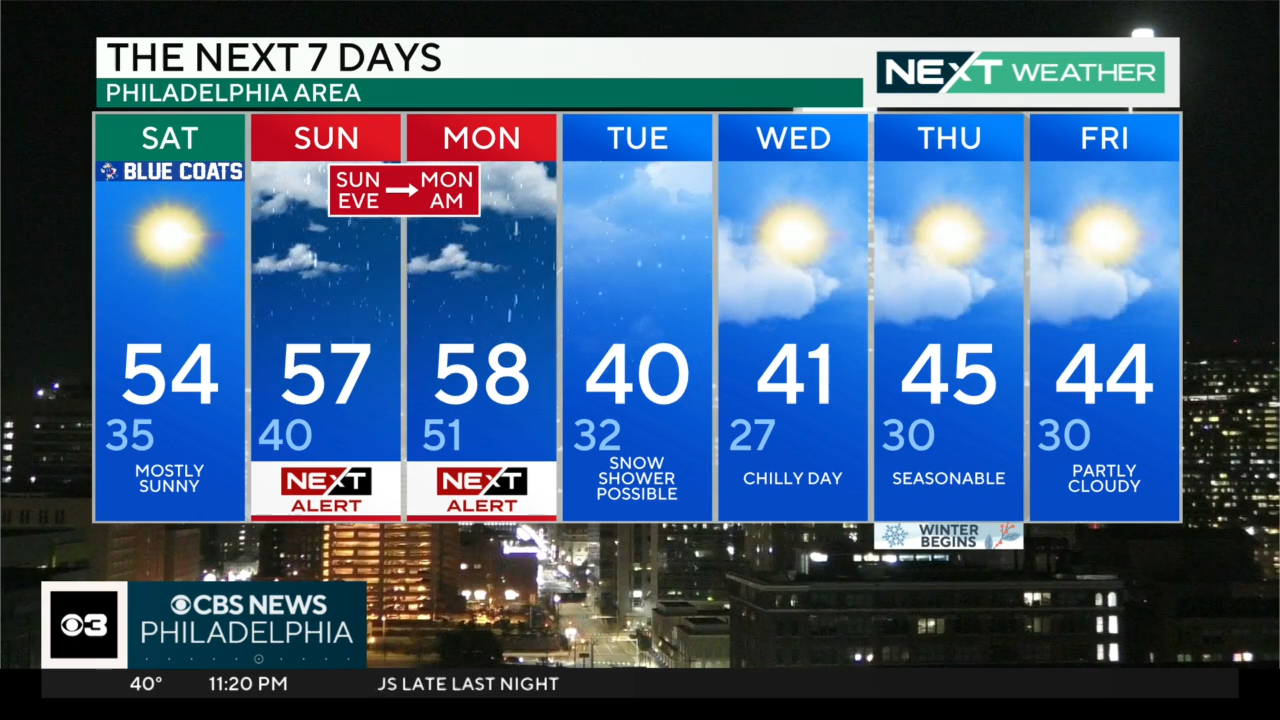 THE NEXT 7 DAYS
PHILADELPHIA AREA
NEXT WEATHER
SAT SUN MON TUE WED THU FRI
BLUE COATS
SUN EVE → MON AM
54 57 58 40 41 45 44
35 40 51 32 27 30 30
MOSTLY
SUNNY
NEXT
ALERT
NEXT
ALERT
SNOW
SHOWER
POSSIBLE
CHILLY DAY
SEASONABLE
PARTLY
CLOUDY
WINTER
BEGINS
3
CBS NEWS
PHILADELPHIA
40° 11:20 PM JS LATE LAST NIGHT